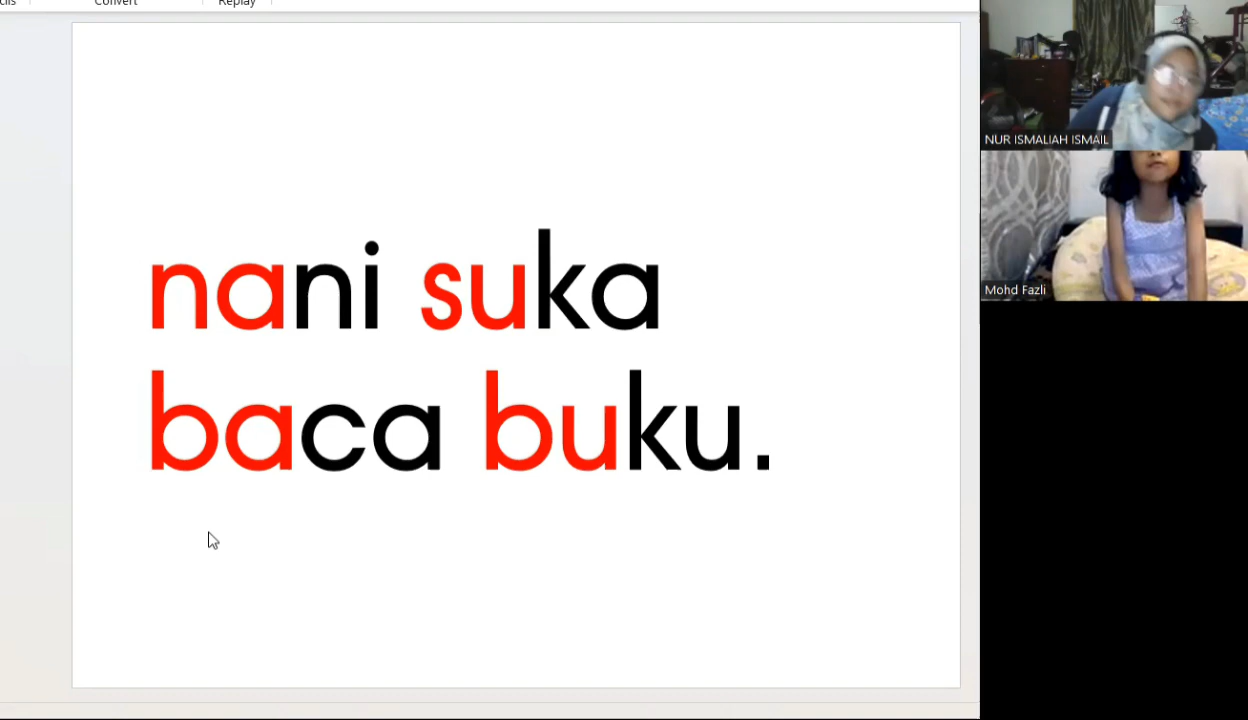 Convert
Replay
nani suka
baca buku.
NUR ISMALIAH ISMAIL
Mohd Fazli